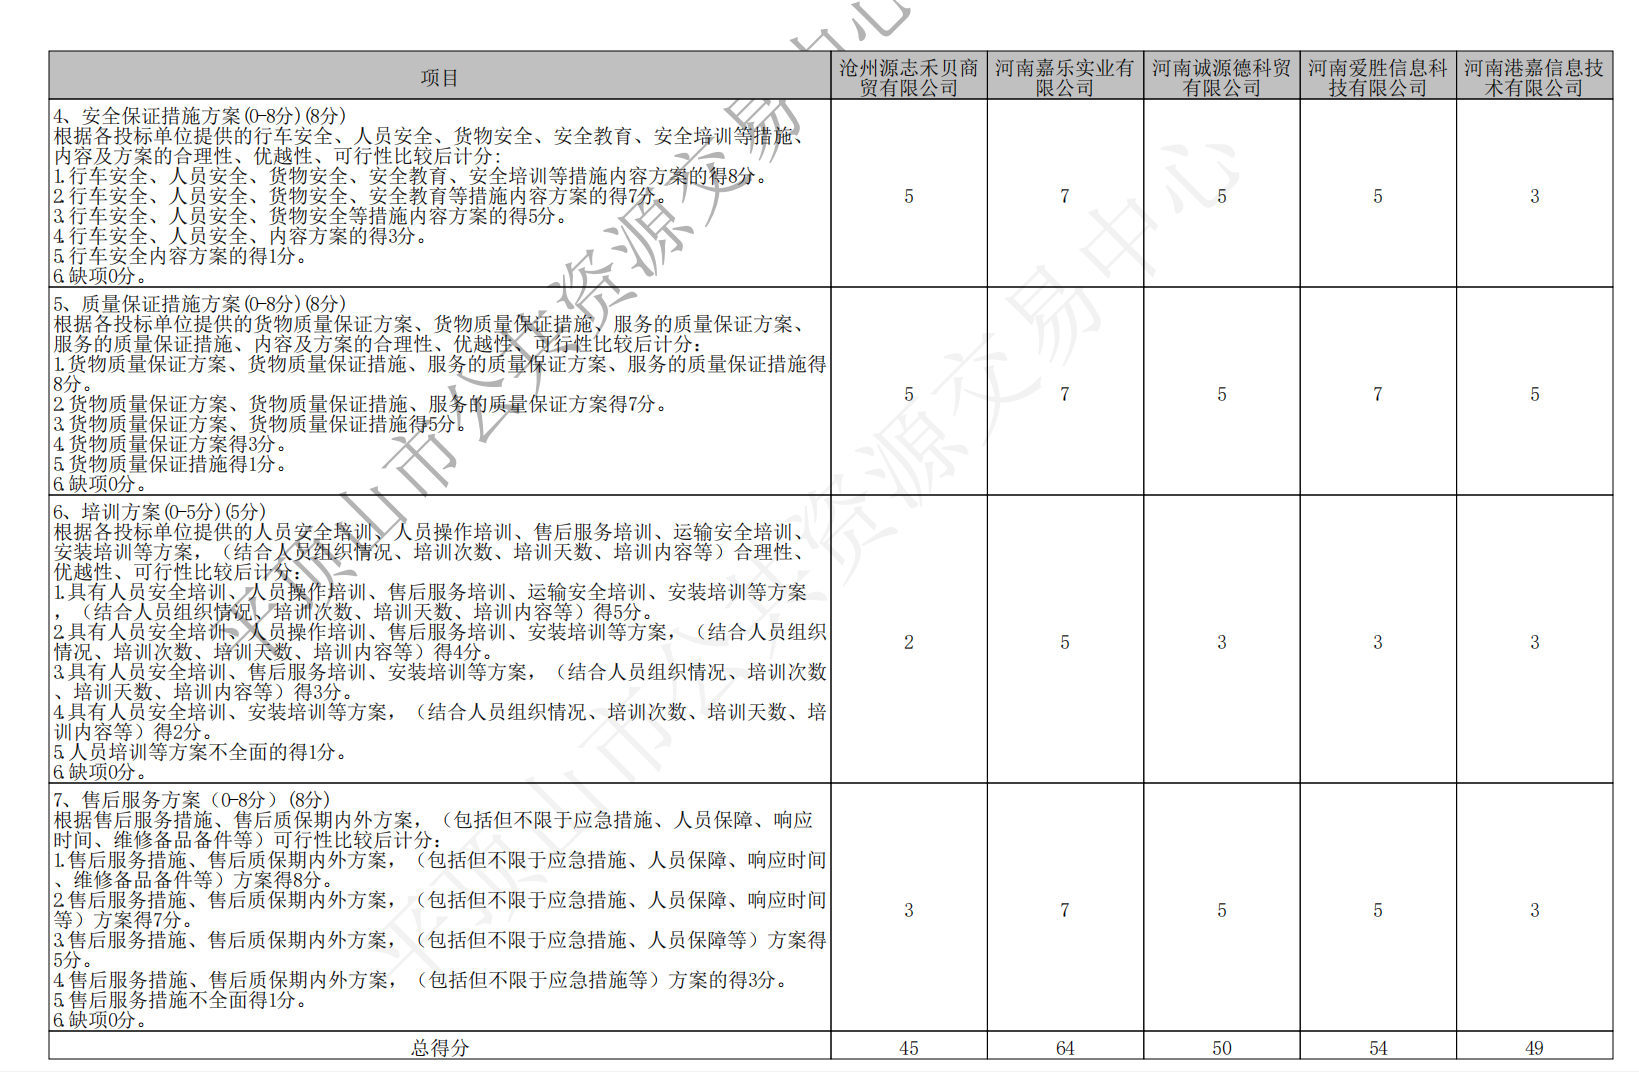 项目
沧州源志禾贝商
贸有限公司
河南嘉乐实业有
限公司
河南诚源德科贸
有限公司
河南爱胜信息科
技有限公司
河南港嘉信息技
术有限公司
4、安全保证措施方案(0-8分)(8分)
根据各投标单位提供的行车安全、人员安全、货物安全、安全教育、安全培训等措施、
内容及方案的合理性、优越性、可行性比较后计分:
1.行车安全、人员安全、货物安全、安全教育、安全培训等措施内容方案的得8分。
2.行车安全、人员安全、货物安全、安全教育等措施内容方案的得7分。
3.行车安全、人员安全、货物安全等措施内容方案的得5分。
4.行车安全、人员安全、内容方案的得3分。
5.行车安全内容方案的得1分。
6.缺项0分。
5
7
5
5
3
5、质量保证措施方案(0-8分)(8分)
根据各投标单位提供的货物质量保证方案、货物质量保证措施、服务的质量保证方案、
服务的质量保证措施、内容及方案的合理性、优越性、可行性比较后计分:
1.货物质量保证方案、货物质量保证措施、服务的质量保证方案、服务的质量保证措施得
8分。
2.货物质量保证方案、货物质量保证措施、服务的质量保证方案得7分。
3.货物质量保证方案、货物质量保证措施得5分。
4.货物质量保证方案得3分。
5.货物质量保证措施得1分。
6.缺项0分。
5
7
5
7
5
6、培训方案(0-5分)(5分)
根据各投标单位提供的人员安全培训、人员操作培训、售后服务培训、运输安全培训、
安装培训等方案，（结合人员组织情况、培训次数、培训天数、培训内容等）合理性、
优越性、可行性比较后计分:
1.具有人员安全培训、人员操作培训、售后服务培训、运输安全培训、安装培训等方案
，（结合人员组织情况、培训次数、培训天数、培训内容等）得5分。
2.具有人员安全培训、人员操作培训、售后服务培训、安装培训等方案，（结合人员组织
情况、培训次数、培训天数、培训内容等）得4分。
3.具有人员安全培训、售后服务培训、安装培训等方案，（结合人员组织情况、培训次数
、培训天数、培训内容等）得3分。
4.具有人员安全培训、安装培训等方案，（结合人员组织情况、培训次数、培训天数、培
训内容等）得2分。
5.人员培训等方案不全面的得1分。
6.缺项0分。
2
5
3
3
3
7、售后服务方案（0-8分）(8分)
根据售后服务措施、售后质保期内外方案，（包括但不限于应急措施、人员保障、响应
时间、维修备品备件等）可行性比较后计分:
1.售后服务措施、售后质保期内外方案，（包括但不限于应急措施、人员保障、响应时间
、维修备品备件等）方案得8分。
2.售后服务措施、售后质保期内外方案，（包括但不限于应急措施、人员保障、响应时间
等）方案得7分。
3.售后服务措施、售后质保期内外方案，（包括但不限于应急措施、人员保障等）方案得
5分。
4.售后服务措施、售后质保期内外方案，（包括但不限于应急措施等）方案的得3分。
5.售后服务措施不全面得1分。
6.缺项0分。
3
7
5
5
3
总得分
45
64
50
54
49
平顶山市公共资源交易中心
平顶山市公共资源交易中心